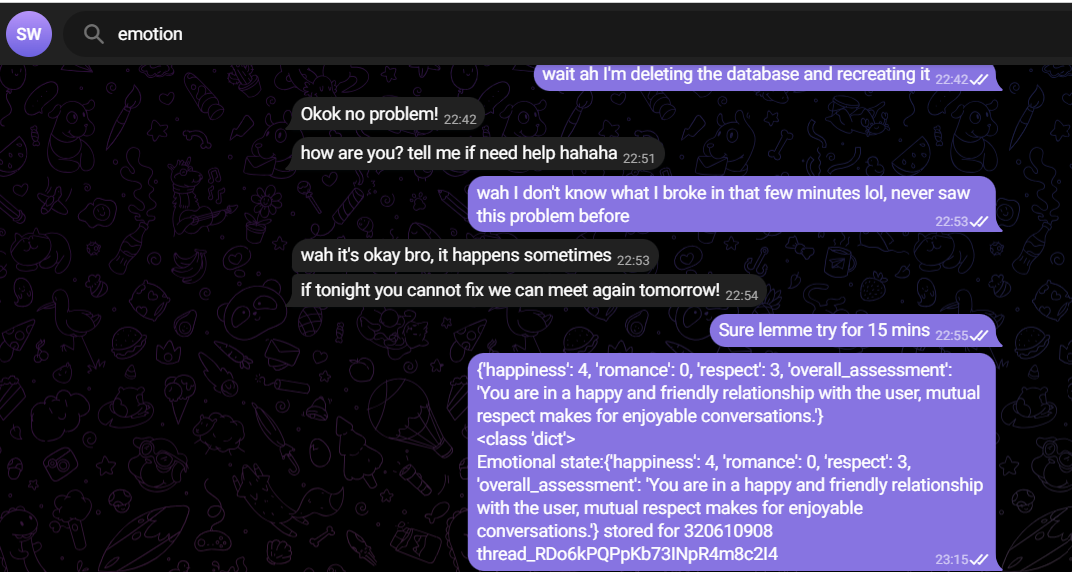 SW
emotion
wait ah I'm deleting the database and recreating it 22:42
Okok no problem! 22:42
how are you? tell me if need help hahaha 22:51
wah I don't know what I broke in that few minutes lol, never saw
this problem before
22:53
wah it's okay bro, it happens sometimes 22:53
if tonight you cannot fix we can meet again tomorrow! 22:54
Sure lemme try for 15 mins 22:55
{'happiness': 4, 'romance': 0, 'respect': 3, 'overall_assessment':
'You are in a happy and friendly relationship with the user, mutual
respect makes for enjoyable conversations.'}
<class 'dict'>
Emotional state:{'happiness': 4, 'romance': 0, 'respect': 3,
'overall_assessment': 'You are in a happy and friendly relationship
with the user, mutual respect makes for enjoyable
conversations.'} stored for 320610908
thread_RDo6kPQPpKb73INpR4m8c2I4
23:15